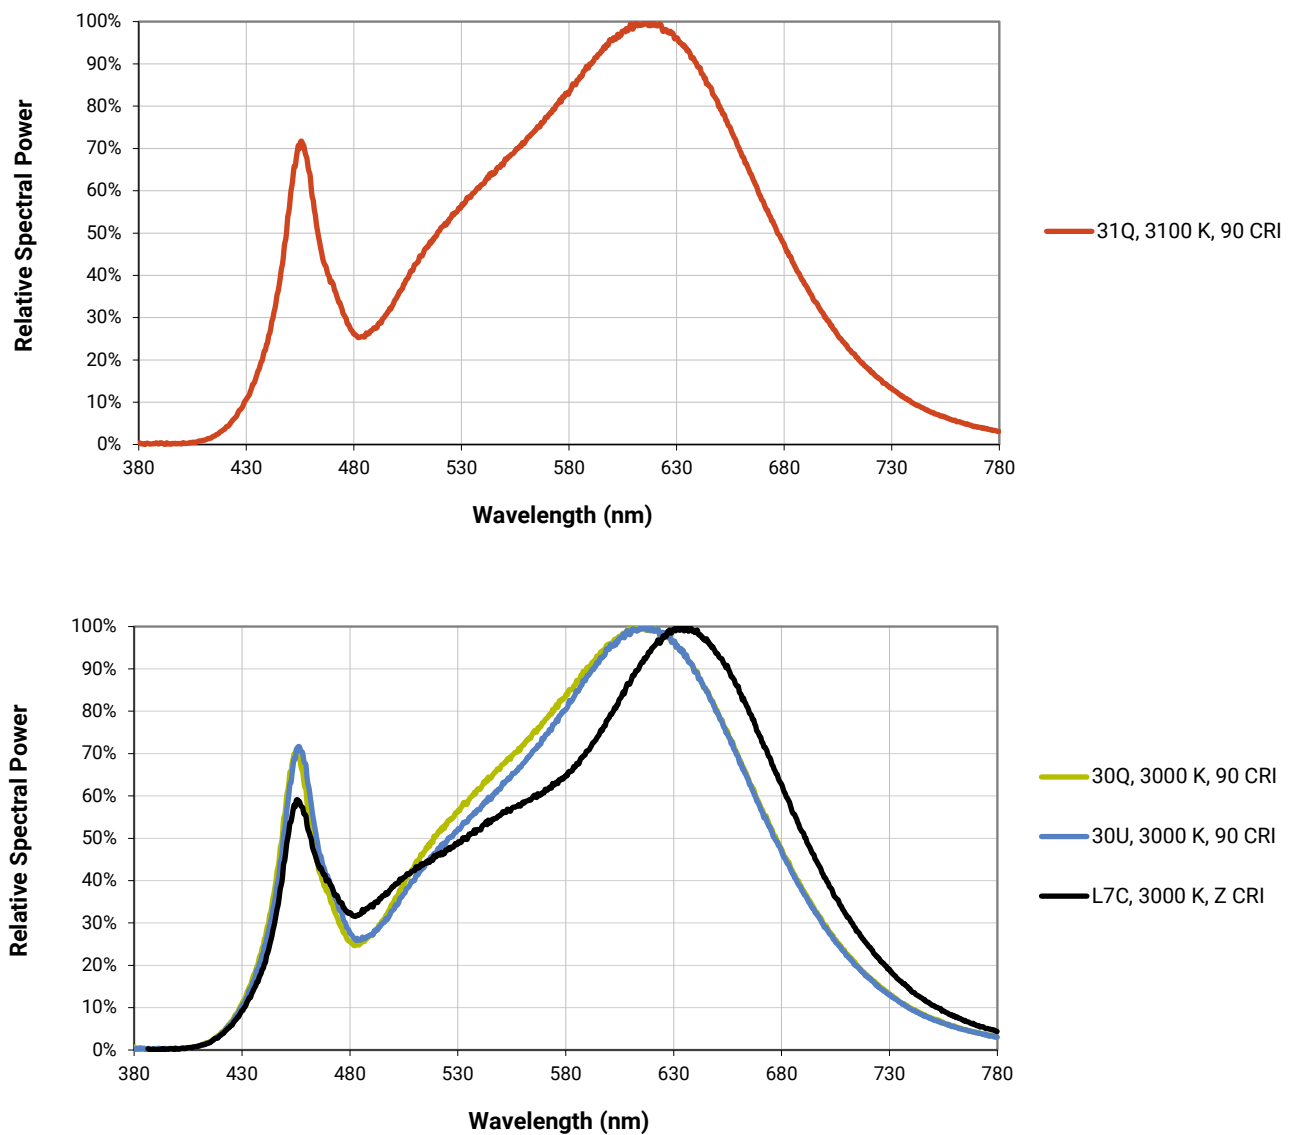 100%
90%
80%
70%
60%
50%
40%
30%
20%
10%
0%
Relative Spectral Power
380 430 480 530 580 630 680 730 780
Wavelength (nm)
31Q, 3100 K, 90 CRI
100%
90%
80%
70%
60%
50%
40%
30%
20%
10%
0%
Relative Spectral Power
380 430 480 530 580 630 680 730 780
Wavelength (nm)
30Q, 3000 K, 90 CRI
30U, 3000 K, 90 CRI
L7C, 3000 K, Z CRI